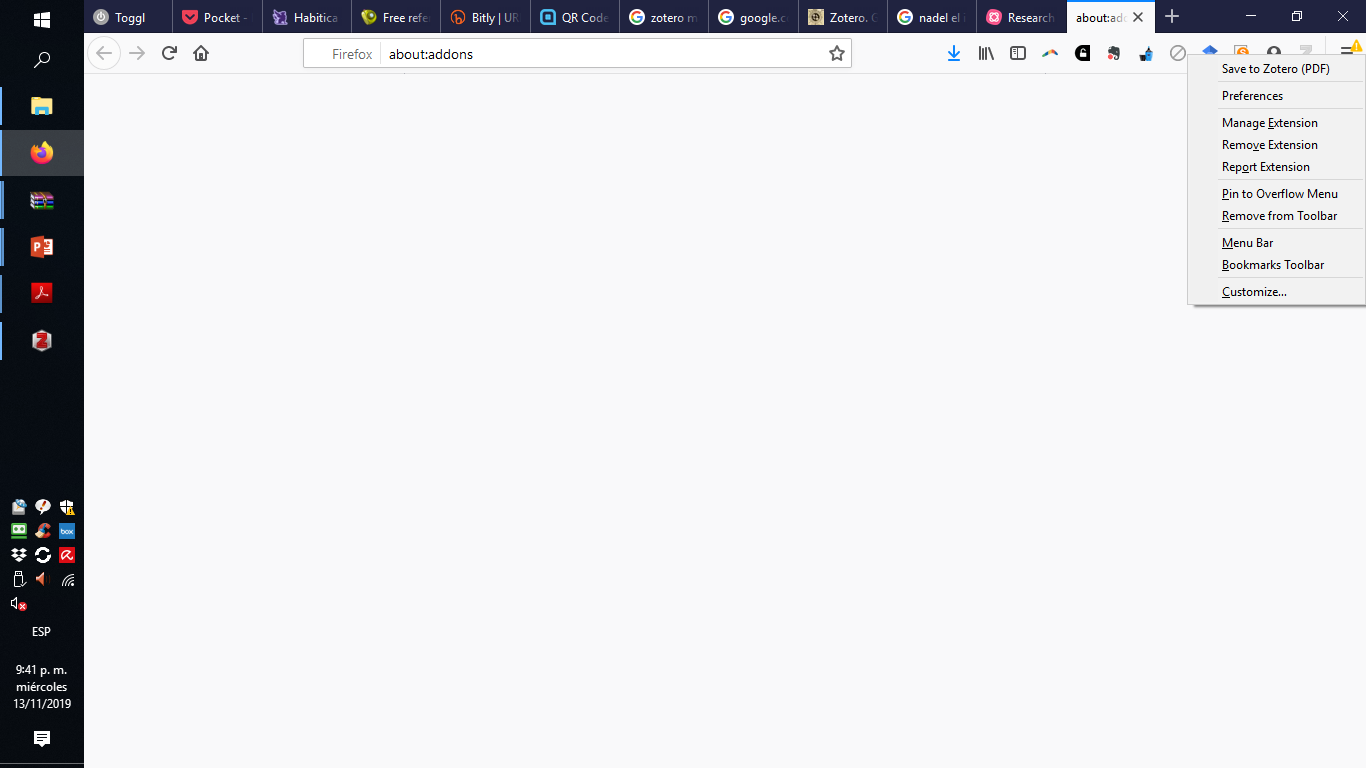 Toggl
Pocket -
Habitica
Free refe
Bitly | UR
QR Code
zotero m
google.c
Zotero. G
nadel el i
Research
about:add
Firefox
about:addons
Save to Zotero (PDF)
Preferences
Manage Extension
Remove Extension
Report Extension
Pin to Overflow Menu
Remove from Toolbar
Menu Bar
Bookmarks Toolbar
Customize...
box
ESP
9:41 p. m.
miércoles
13/11/2019